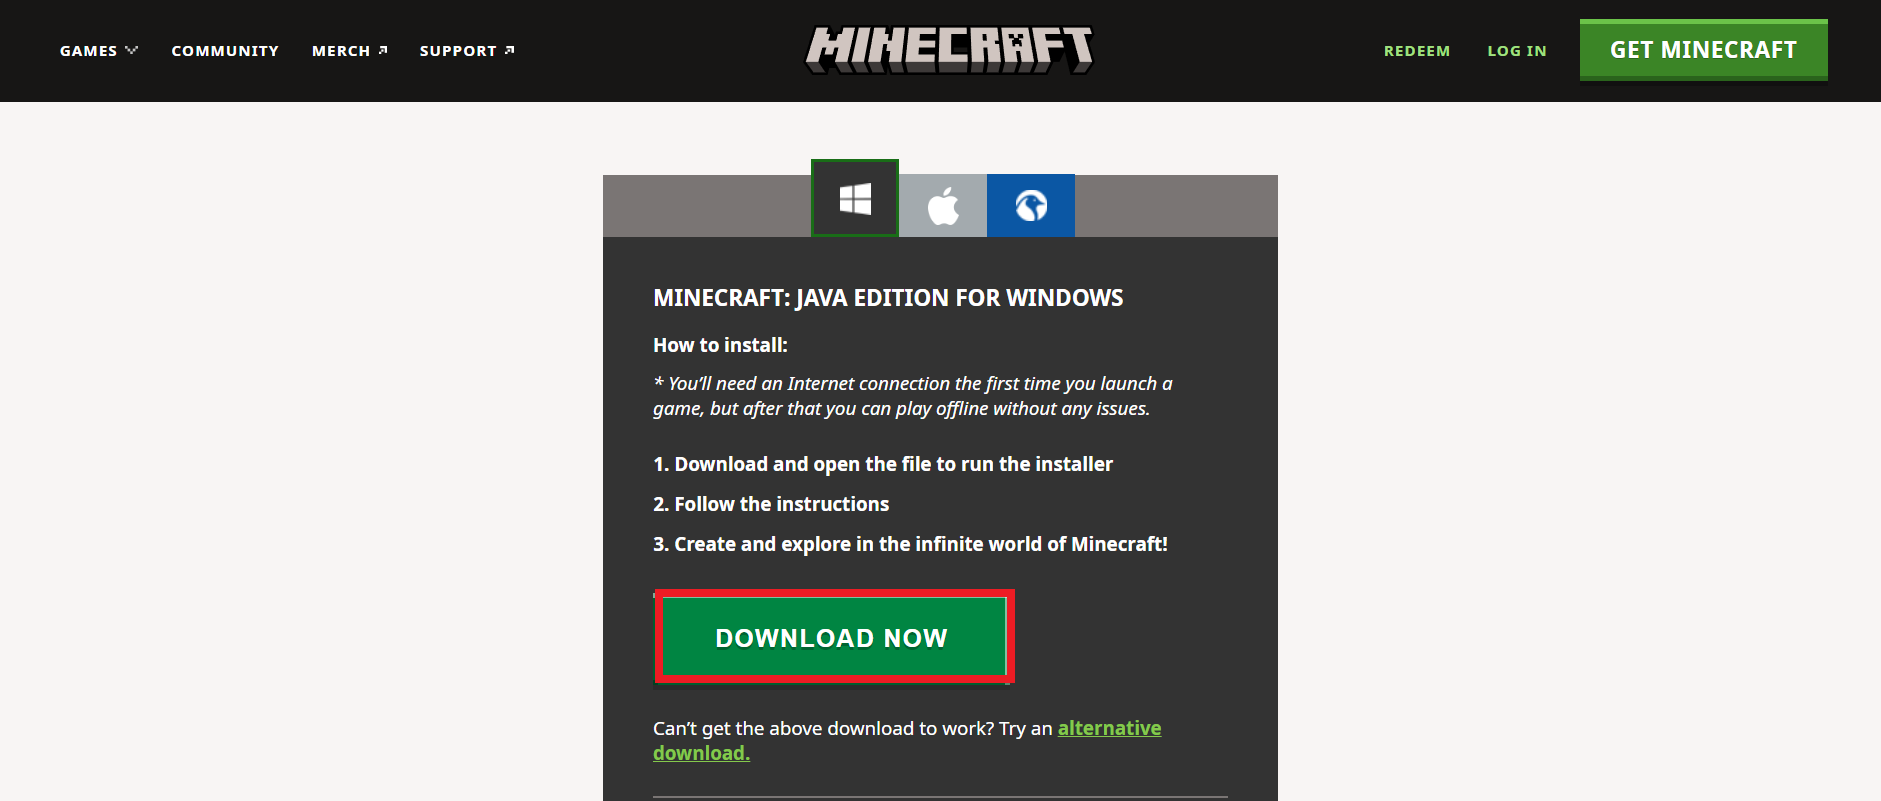 GAMES COMMUNITY MERCH SUPPORT MINECRAFT REDEEM LOG IN GET MINECRAFT
MINECRAFT: JAVA EDITION FOR WINDOWS
How to install:
* You’ll need an Internet connection the first time you launch a
game, but after that you can play offline without any issues.
1. Download and open the file to run the installer
2. Follow the instructions
3. Create and explore in the infinite world of Minecraft!
DOWNLOAD NOW
Can’t get the above download to work? Try an alternative
download.